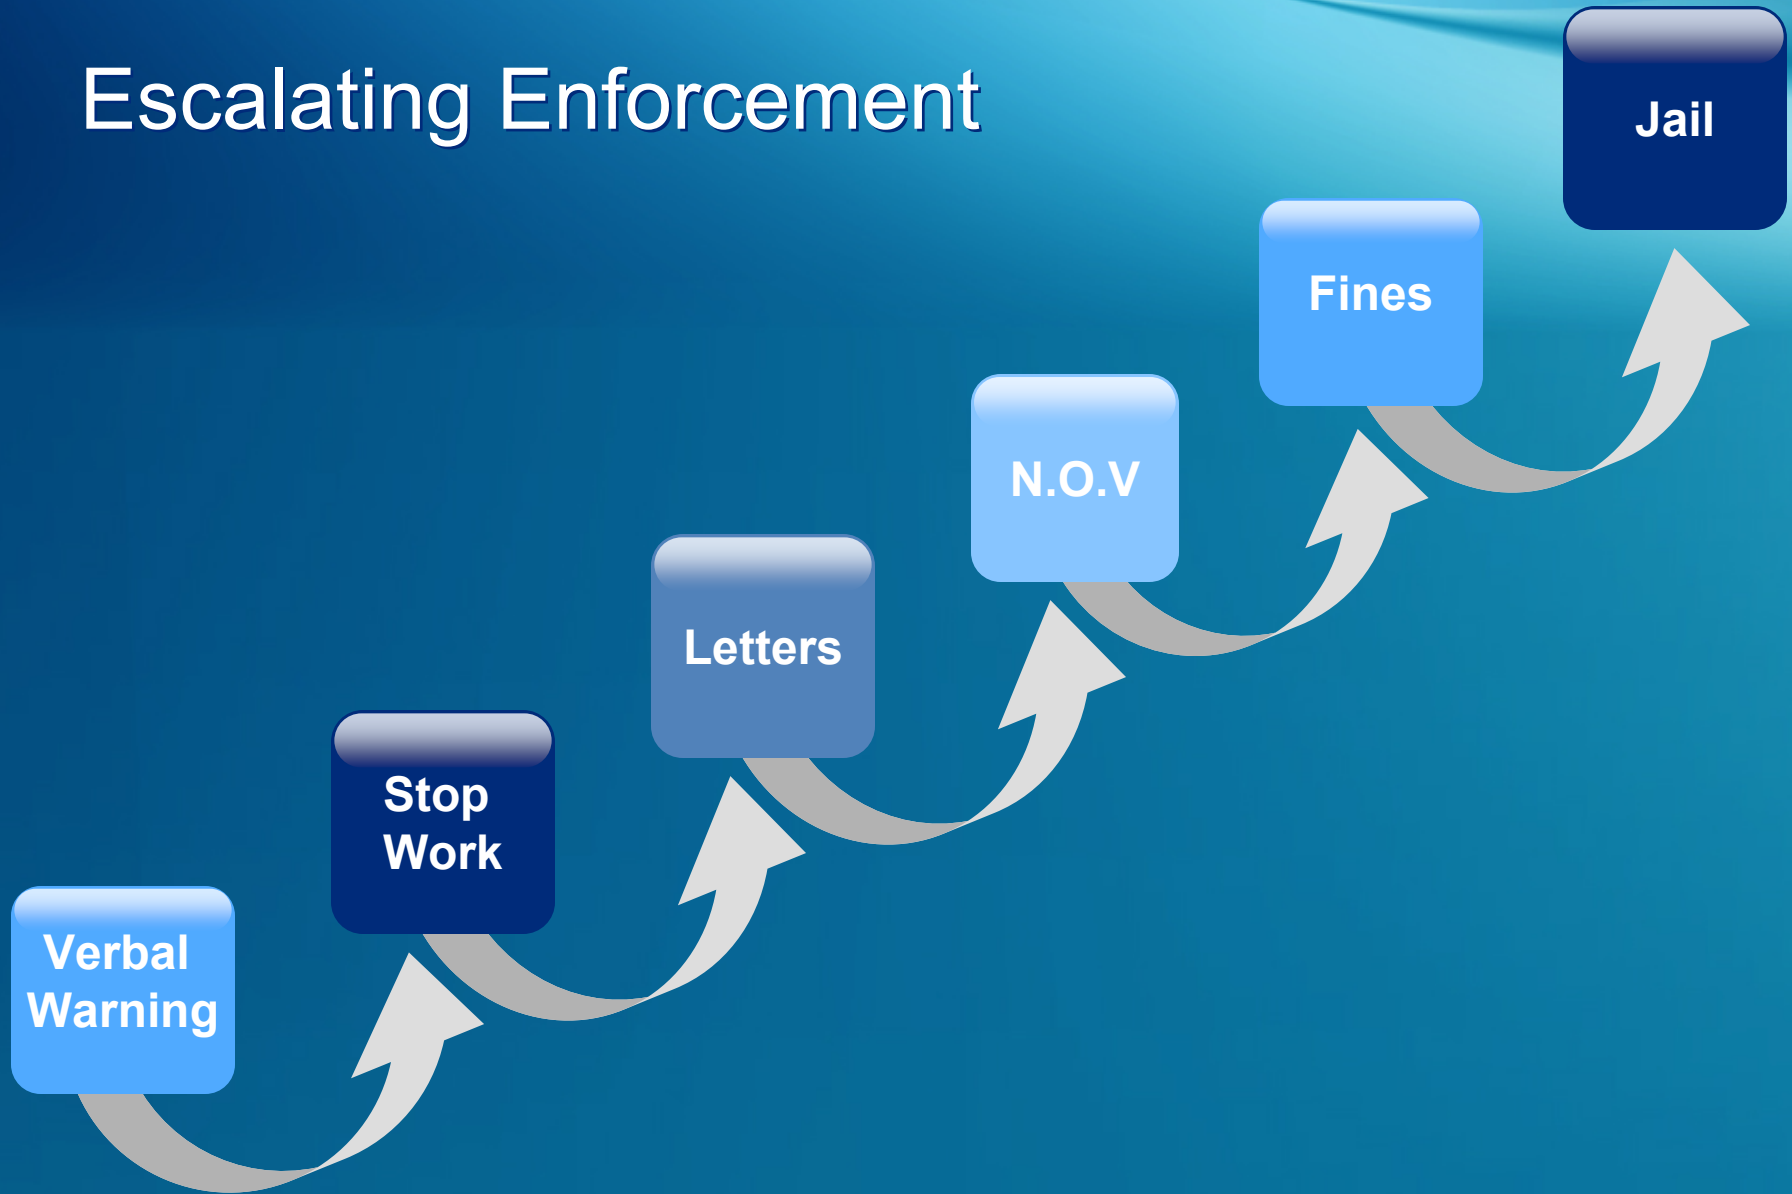 Escalating Enforcement
Jail
Fines
N.O.V
Letters
Stop
Work
Verbal
Warning